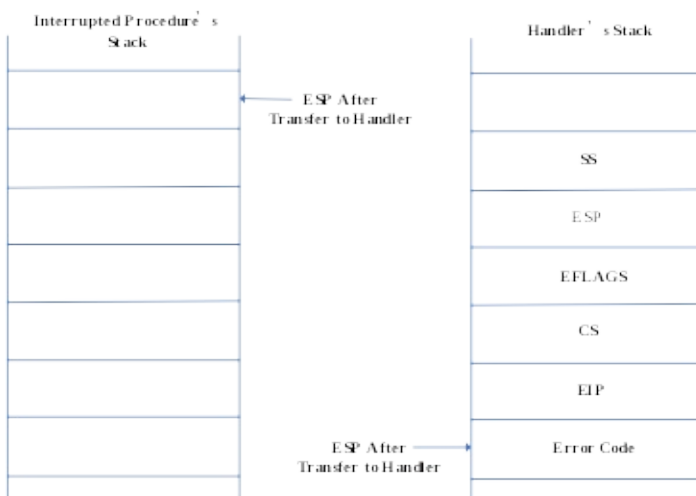 Interrupted Procedure's
Stack
Handler's Stack
ESP After
Transfer to Handler
SS
ESP
EFLAGS
CS
EIP
ESP After
Transfer to Handler
Error Code